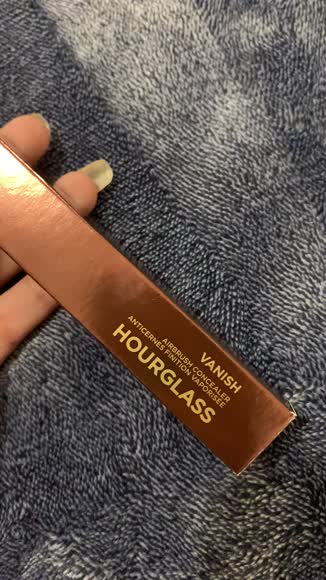 VANISH
AIRBRUSH CONCEALER
ANTICERNES FINITION VAPORISÉE
HOURGLASS